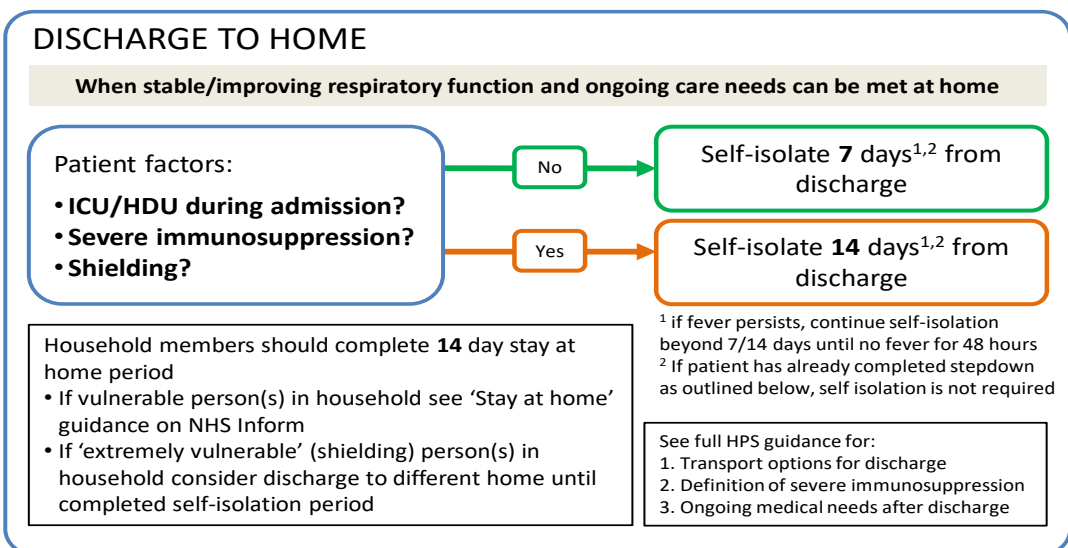 DISCHARGE TO HOME
When stable/improving respiratory function and ongoing care needs can be met at home
Patient factors:
• ICU/HDU during admission?
• Severe immunosuppression?
• Shielding?
No
Self-isolate 7 days1,2 from
discharge
Yes
Self-isolate 14 days1,2 from
discharge
1 if fever persists, continue self-isolation
beyond 7/14 days until no fever for 48 hours
2 If patient has already completed stepdown
as outlined below, self isolation is not required
Household members should complete 14 day stay at
home period
• If vulnerable person(s) in household see ‘Stay at home’
guidance on NHS Inform
• If ‘extremely vulnerable’ (shielding) person(s) in
household consider discharge to different home until
completed self-isolation period
See full HPS guidance for:
1. Transport options for discharge
2. Definition of severe immunosuppression
3. Ongoing medical needs after discharge